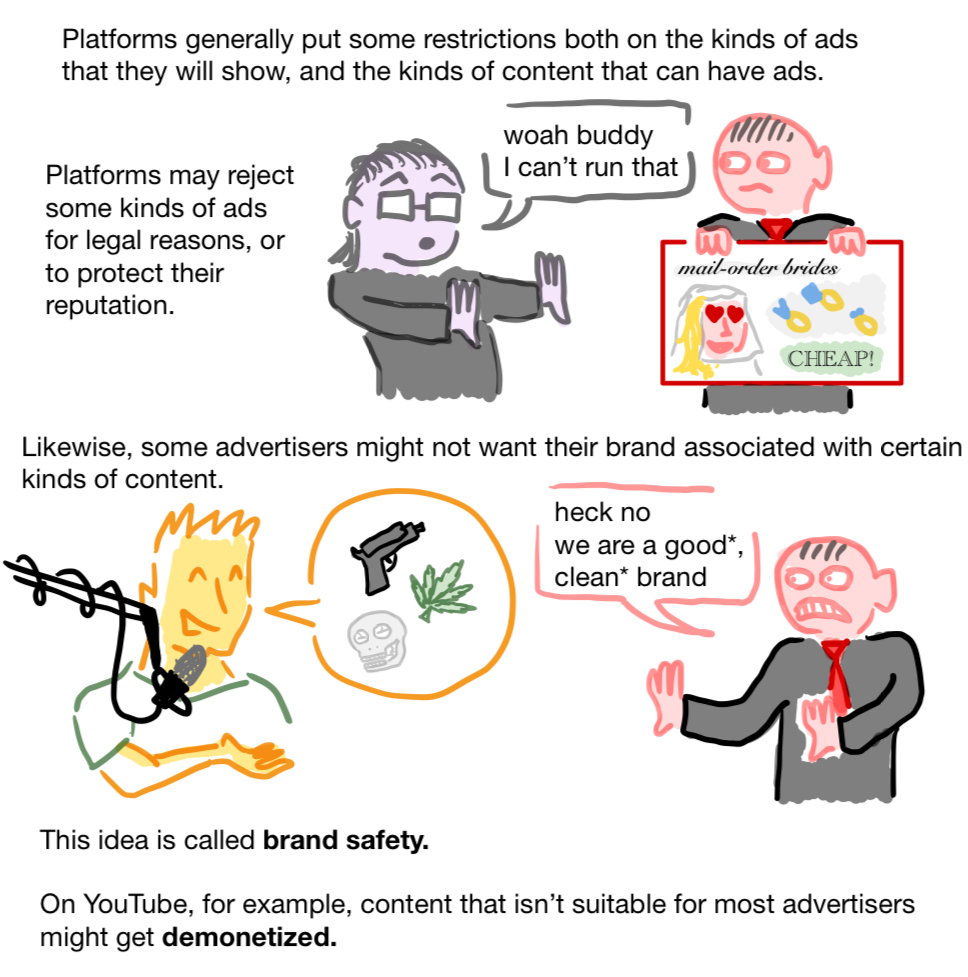 Platforms generally put some restrictions both on the kinds of ads
that they will show, and the kinds of content that can have ads.
woah buddy
I can't run that
Platforms may reject
some kinds of ads
for legal reasons, or
to protect their
reputation.
mail-order brides
CHEAP!
Likewise, some advertisers might not want their brand associated with certain
kinds of content.
heck no
we are a good*,
clean* brand
This idea is called brand safety.
On YouTube, for example, content that isn't suitable for most advertisers
might get demonetized.